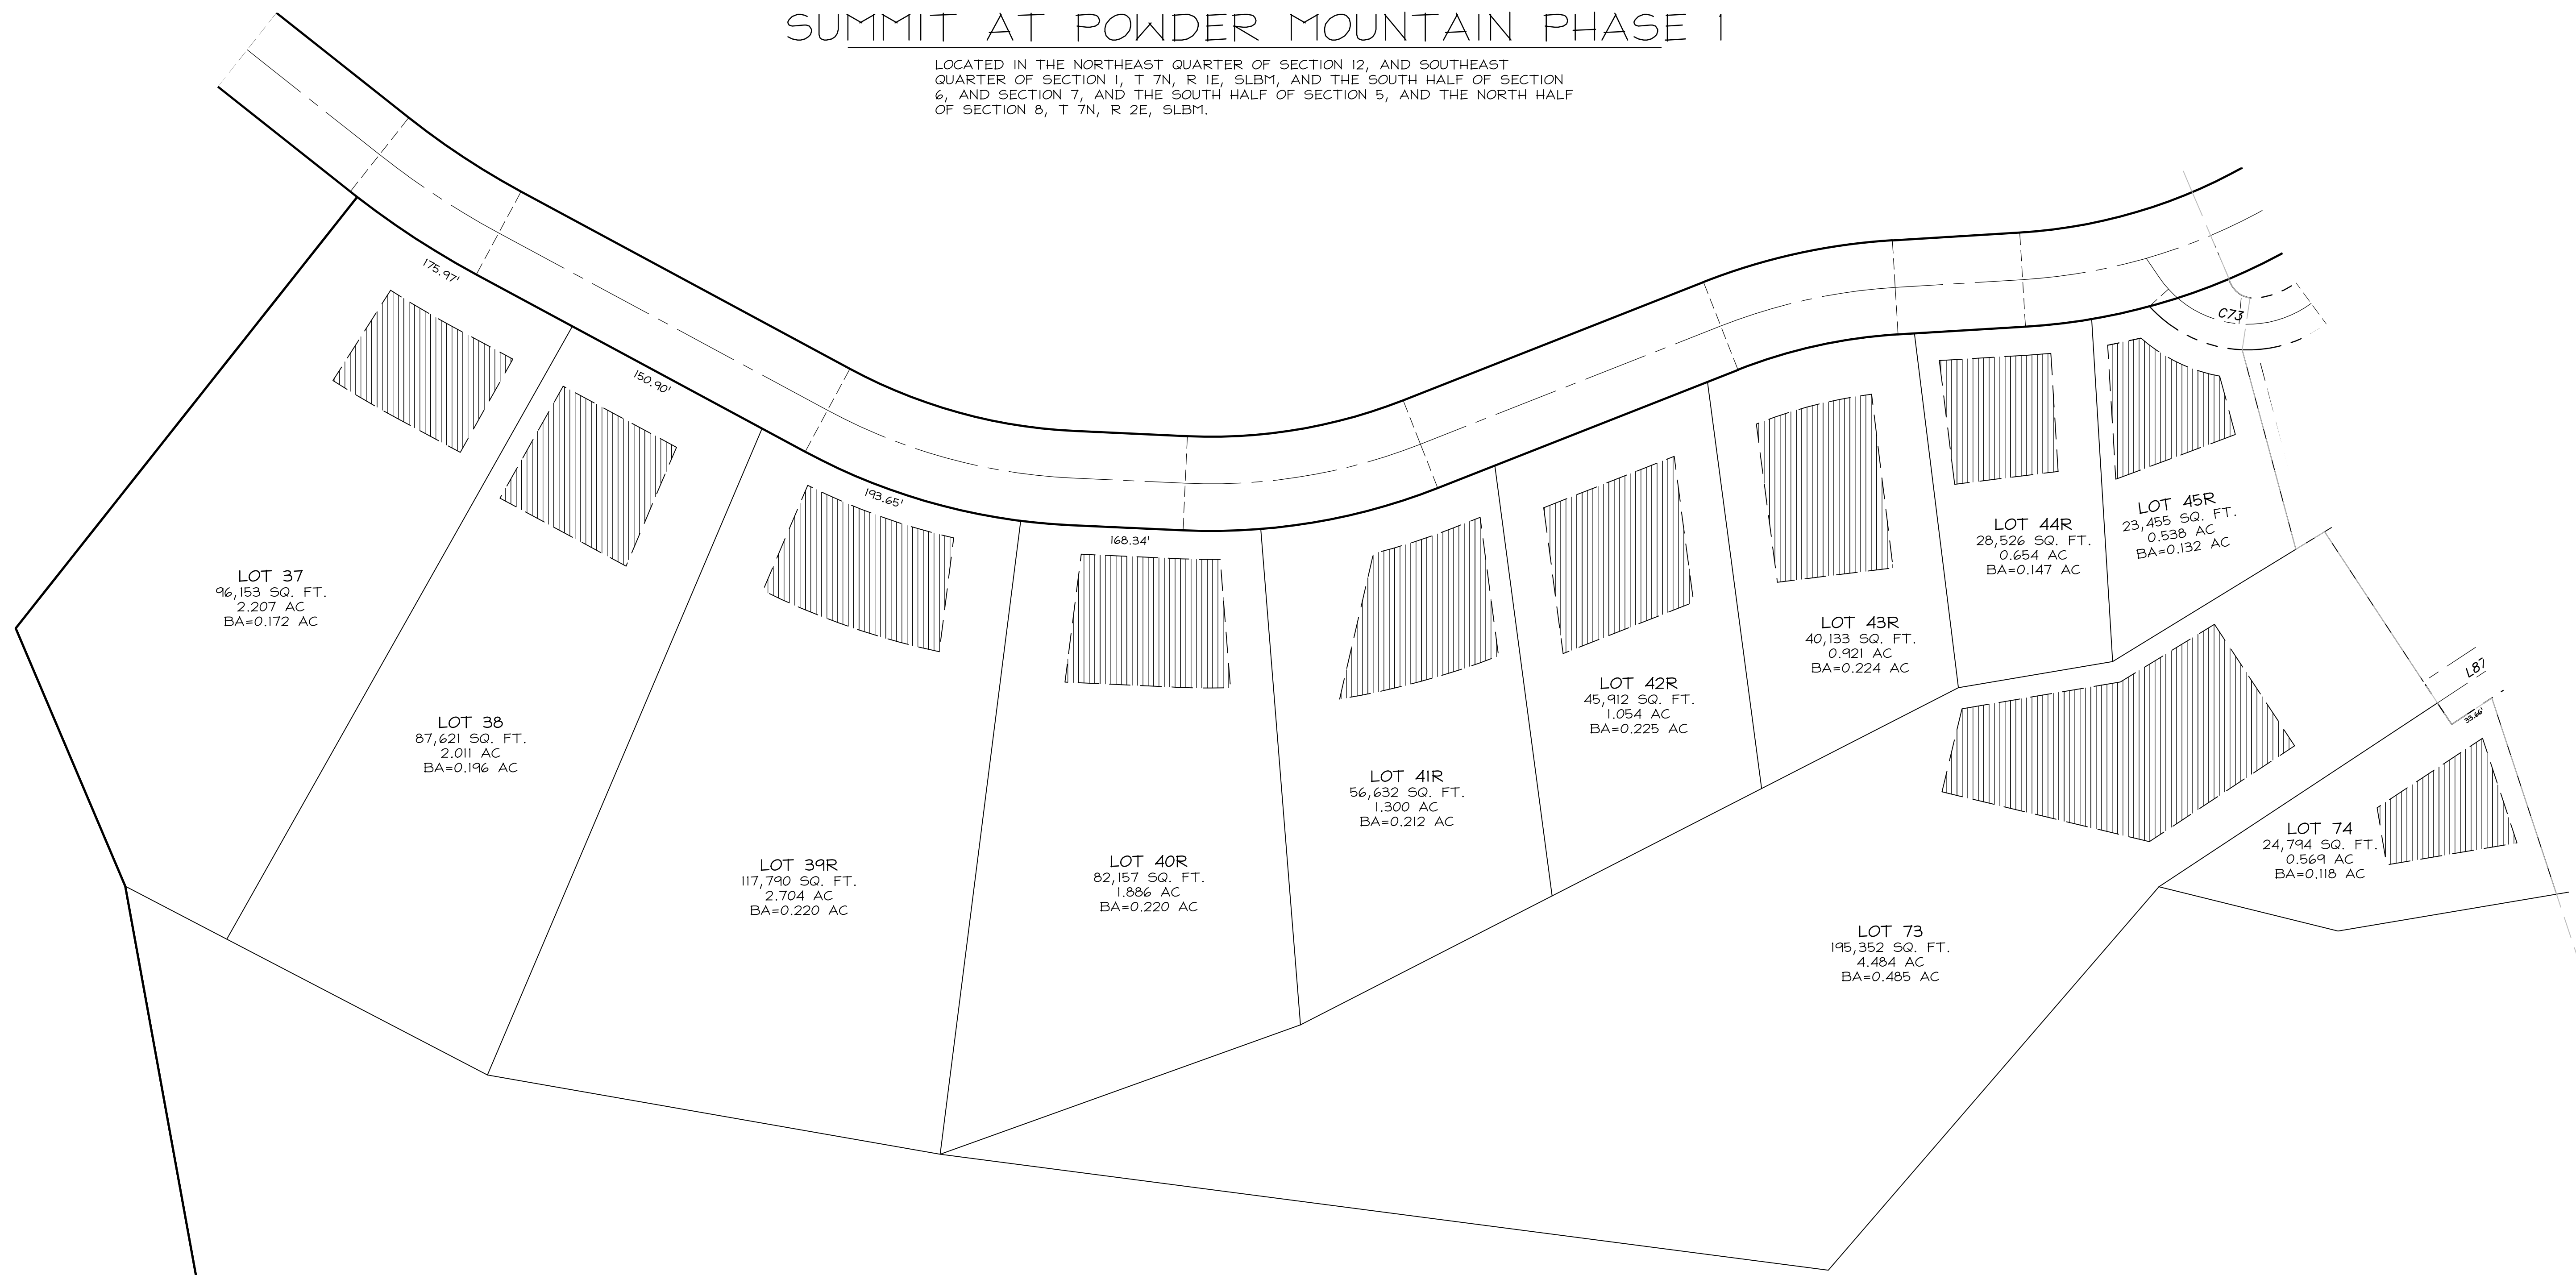 SUMMIT AT POWDER MOUNTAIN PHASE 1
LOCATED IN THE NORTHEAST QUARTER OF SECTION 12, AND SOUTHEAST
QUARTER OF SECTION 1, T 7N, R 1E, SLBM, AND THE SOUTH HALF OF SECTION
6, AND SECTION 7, AND THE SOUTH HALF OF SECTION 5, AND THE NORTH HALF
OF SECTION 8, T 7N, R 2E, SLBM.
175.97'
150.90'
193.65'
168.34'
C73
L87
33.66'
LOT 37
96,153 SQ. FT.
2.207 AC
BA=0.172 AC
LOT 38
87,621 SQ. FT.
2.011 AC
BA=0.196 AC
LOT 39R
117,790 SQ. FT.
2.704 AC
BA=0.220 AC
LOT 40R
82,157 SQ. FT.
1.886 AC
BA=0.220 AC
LOT 41R
56,632 SQ. FT.
1.300 AC
BA=0.212 AC
LOT 42R
45,912 SQ. FT.
1.054 AC
BA=0.225 AC
LOT 43R
40,133 SQ. FT.
0.921 AC
BA=0.224 AC
LOT 44R
28,526 SQ. FT.
0.654 AC
BA=0.147 AC
LOT 45R
23,455 SQ. FT.
0.538 AC
BA=0.132 AC
LOT 73
195,352 SQ. FT.
4.484 AC
BA=0.485 AC
LOT 74
24,794 SQ. FT.
0.569 AC
BA=0.118 AC